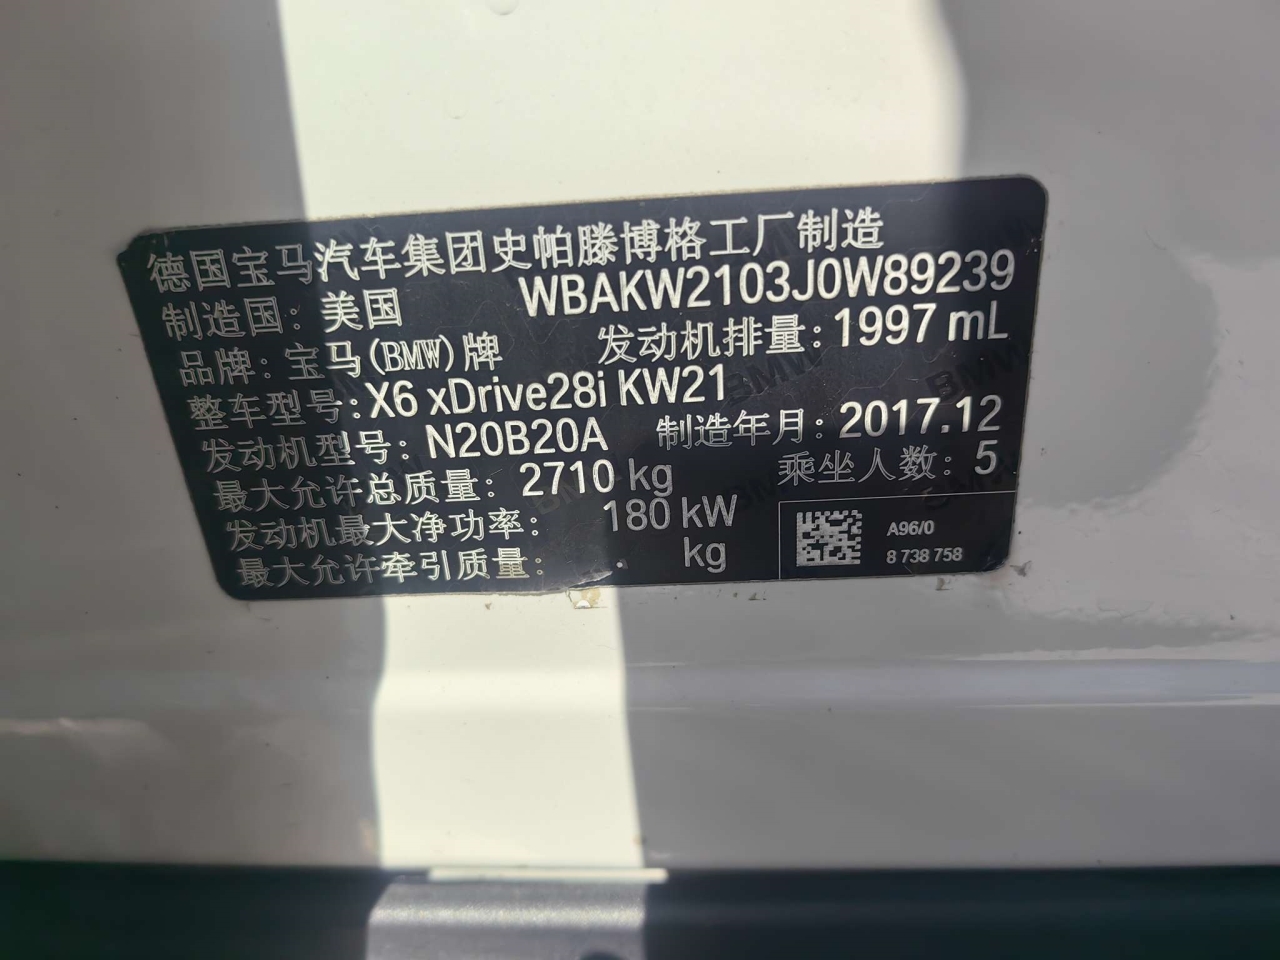 德国宝马汽车集团史帕滕博格工厂制造
制造国: 美国 WBAKW2103J0W89239
品牌: 宝马(BMW)牌 发动机排量: 1997 mL
整车型号: X6 xDrive28i KW21
发动机型号: N20B20A 制造年月: 2017.12
最大允许总质量: 2710 kg 乘坐人数: 5
发动机最大净功率: 180 kW
最大允许牵引质量: . kg
A96/0
8 738 758